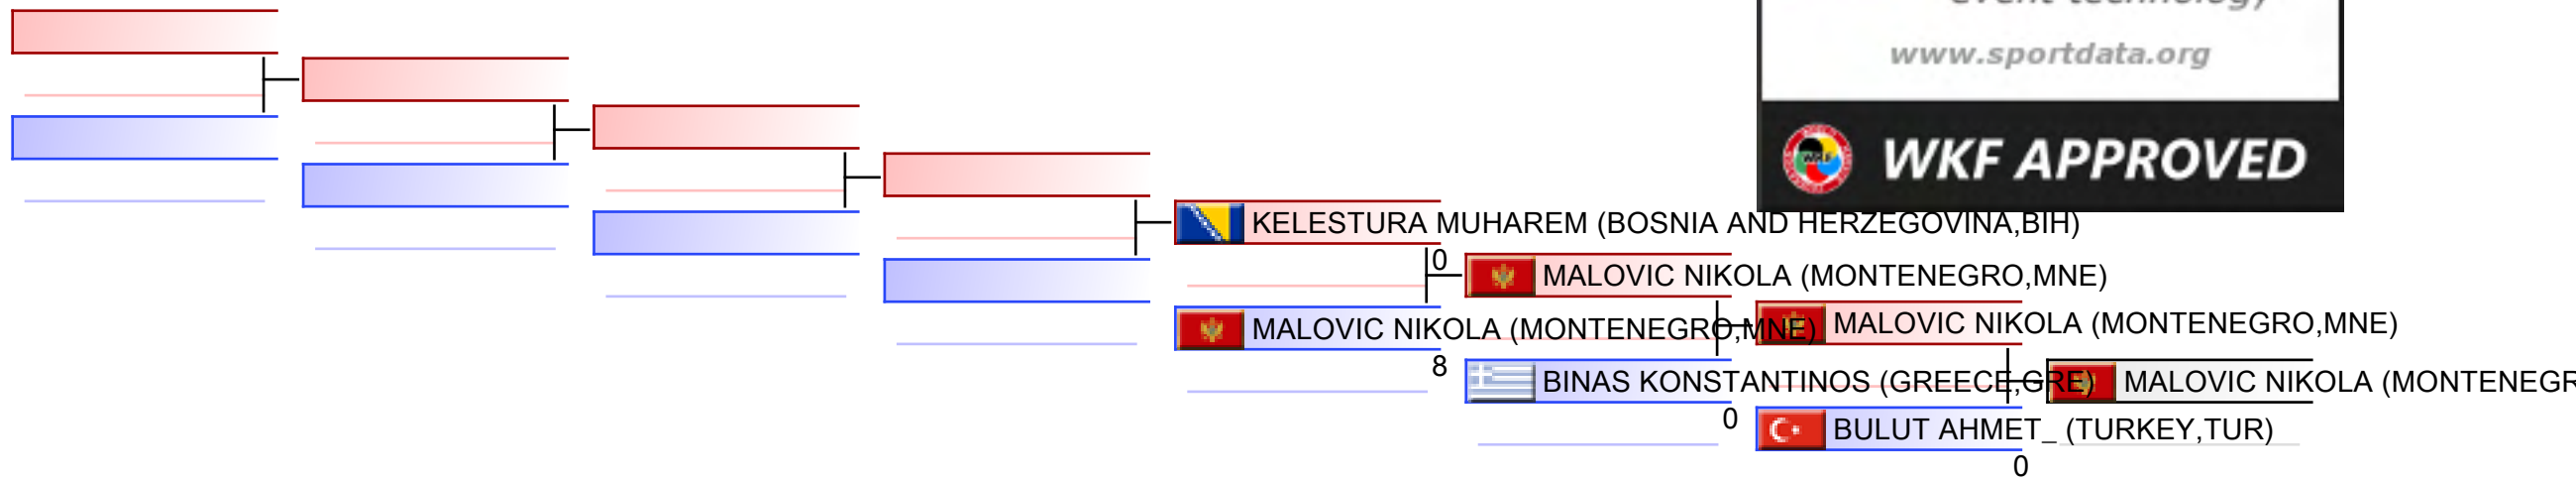 event technology
www.sportdata.org
WKF APPROVED
KELESTURA MUHAREM (BOSNIA AND HERZEGOVINA,BIH)
0
MALOVIC NIKOLA (MONTENEGRO,MNE)
MALOVIC NIKOLA (MONTENEGRO,MNE)
8
MALOVIC NIKOLA (MONTENEGRO,MNE)
BINAS KONSTANTINOS (GREECE,GRE)
0
MALOVIC NIKOLA (MONTENEGR
BULUT AHMET_ (TURKEY,TUR)
0